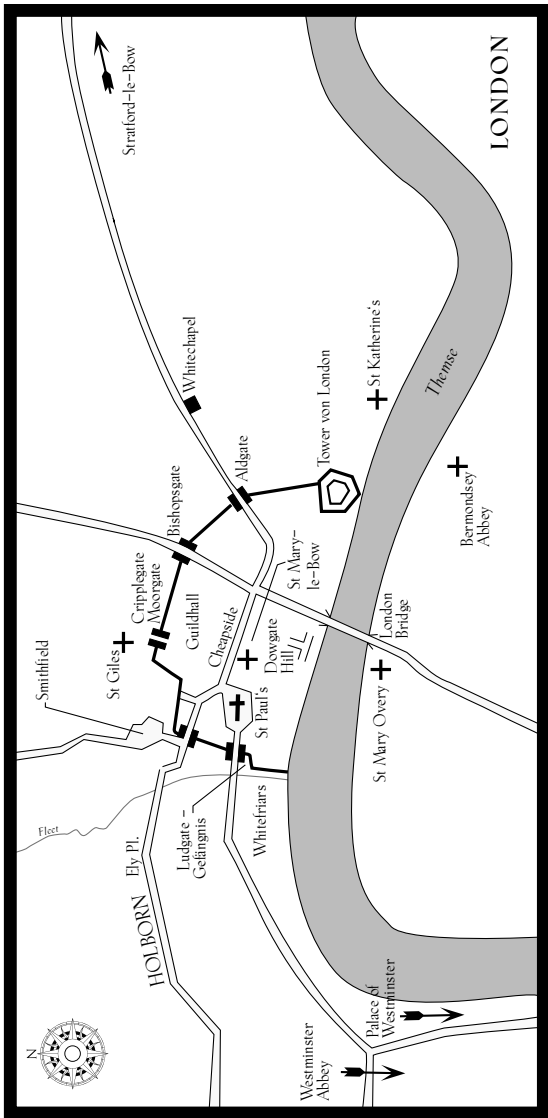 LONDON
Stratford-le-Bow
Whitechapel
Aldgate
Bishopsgate
Tower von London
St Katherine's
Themse
Bermondsey
Abbey
Cripplegate
Moorgate
Guildhall
Cheapside
St Mary-
le-Bow
Dowgate
Hill
London
Bridge
Smithfield
St Giles
St Paul's
St Mary Overy
Fleet
Ely Pl.
HOLBORN
Ludgate –
Gefängnis
Whitefriars
Westminster
Abbey
Palace of
Westminster
N